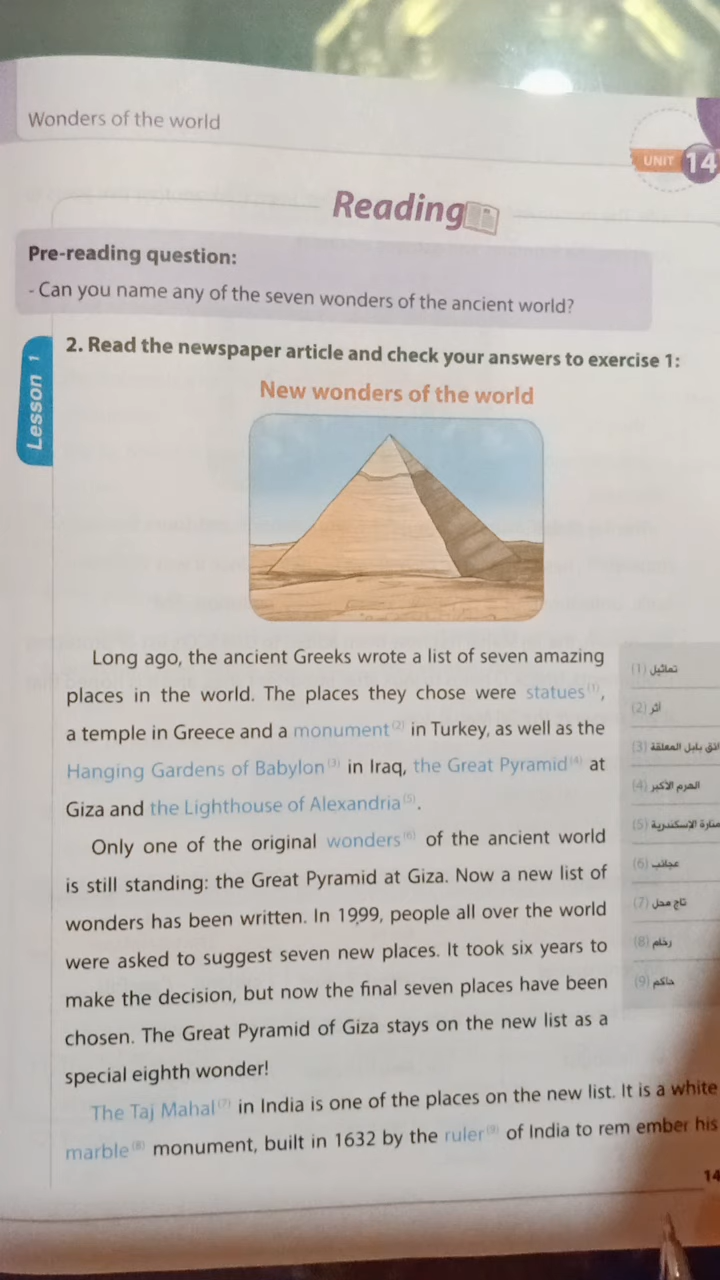 Wonders of the world
UNIT 14
Reading
Pre-reading question:
- Can you name any of the seven wonders of the ancient world?
Lesson 1
2. Read the newspaper article and check your answers to exercise 1:
New wonders of the world
Long ago, the ancient Greeks wrote a list of seven amazing
places in the world. The places they chose were statues(1),
a temple in Greece and a monument(2) in Turkey, as well as the
Hanging Gardens of Babylon(3) in Iraq, the Great Pyramid(4) at
Giza and the Lighthouse of Alexandria(5).
Only one of the original wonders(6) of the ancient world
is still standing: the Great Pyramid at Giza. Now a new list of
wonders has been written. In 1999, people all over the world
were asked to suggest seven new places. It took six years to
make the decision, but now the final seven places have been
chosen. The Great Pyramid of Giza stays on the new list as a
special eighth wonder!
The Taj Mahal(7) in India is one of the places on the new list. It is a white
marble(8) monument, built in 1632 by the ruler(9) of India to rem ember his
(1) تماثيل
(2) أثر
(3) بابل المعلقة
(4) الهرم الأكبر
(5) الإسكندرية
(6) عجائب
(7) تاج محل
(8) رخام
(9) حاكم
14